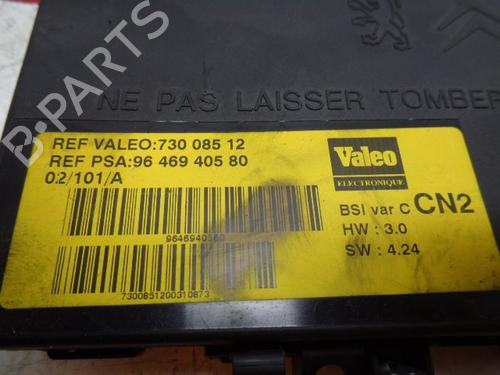 NE PAS LAISSER TOMBER
REF VALEO:730 085 12
REF PSA:96 469 405 80
02/101/A
Valeo
ELECTRONIQUE
BSI var C CN2
HW : 3.0
SW : 4.24
9646940580
7300851200310873
B-PARTS